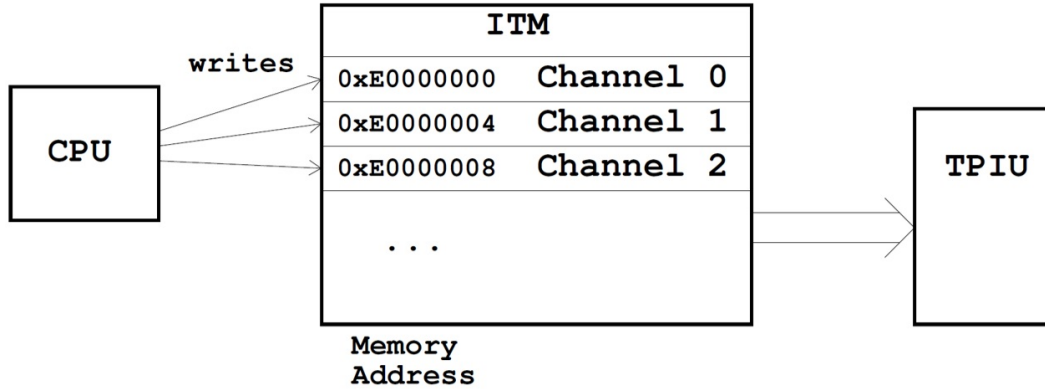 ITM
writes
0xE0000000 Channel 0
CPU
0xE0000004 Channel 1
0xE0000008 Channel 2
TPIU
...
Memory
Address